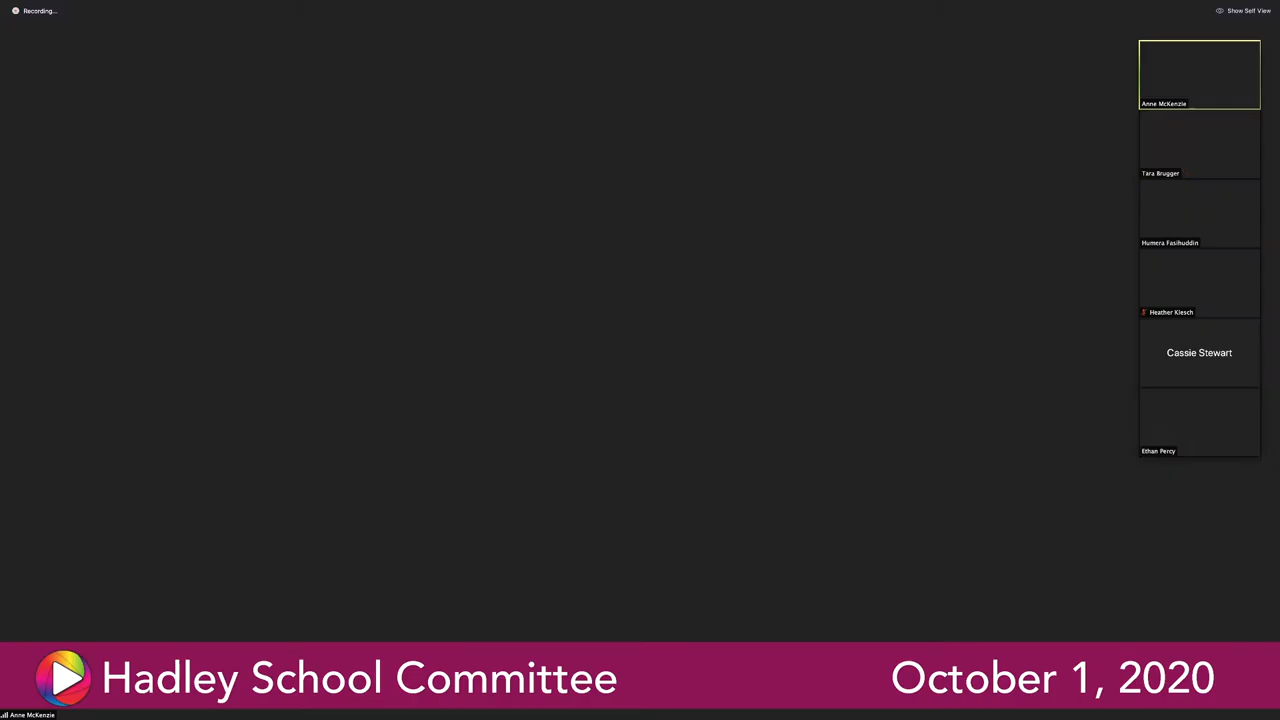 Recording...
Show Self View
Anne McKenzie
Tara Brugger
Humera Fasihuddin
Heather Klesch
Cassie Stewart
Ethan Percy
Hadley School Committee
October 1, 2020
Anne McKenzie